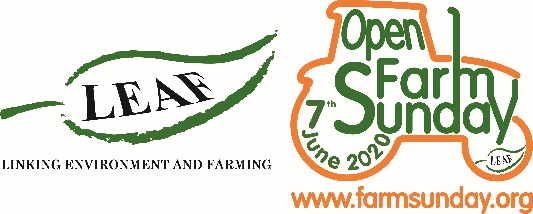 LEAF
LINKING ENVIRONMENT AND FARMING
Open
Farm
Sunday
7th
June 2020
LEAF
www.farmsunday.org